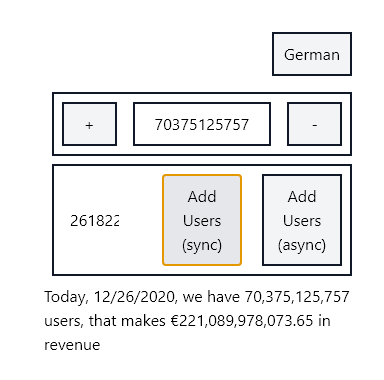 German
+ 70375125757 -
261822
Add
Users
(sync)
Add
Users
(async)
Today, 12/26/2020, we have 70,375,125,757
users, that makes €221,089,978,073.65 in
revenue